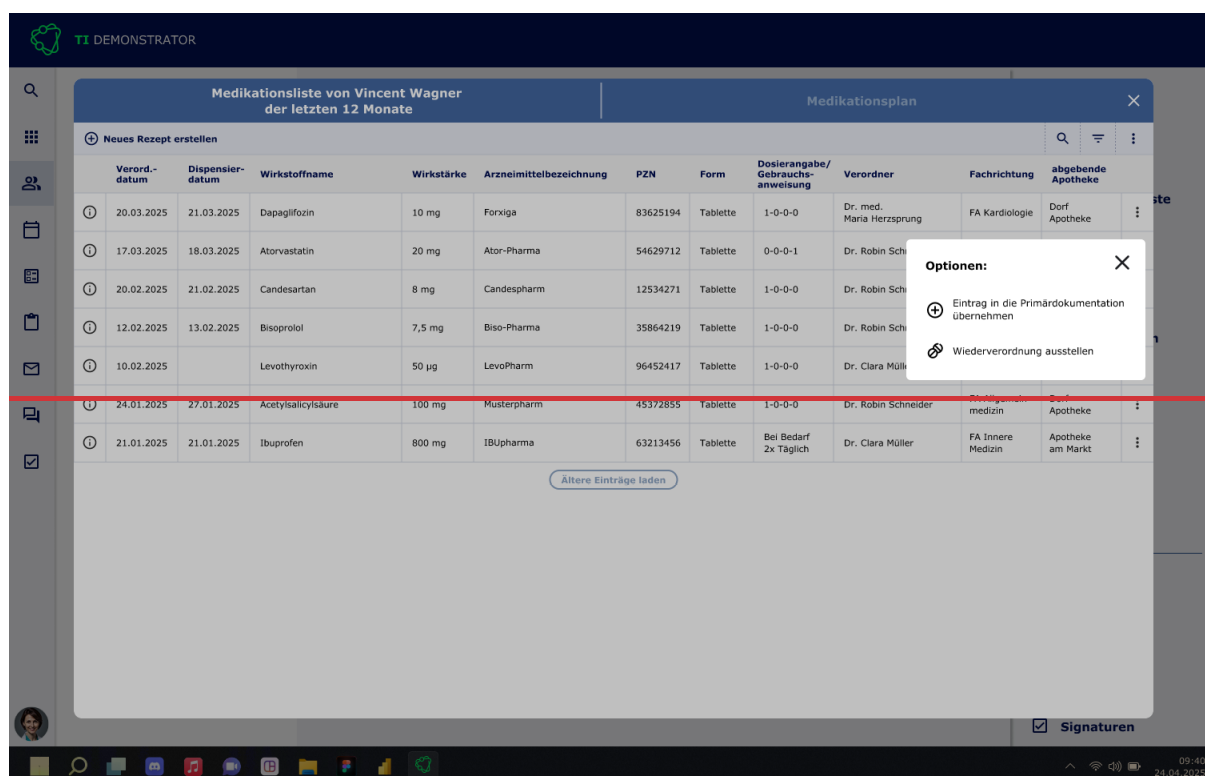 TI DEMONSTRATOR
Medikationsliste von Vincent Wagner
der letzten 12 Monate
Medikationsplan
Neues Rezept erstellen
Verord.-datum Dispensier-datum Wirkstoffname Wirkstärke Arzneimittelbezeichnung PZN Form Dosierangabe/Gebrauchs-anweisung Verordner Fachrichtung abgebende Apotheke
20.03.2025 21.03.2025 Dapaglifozin 10 mg Forxiga 83625194 Tablette 1-0-0-0 Dr. med. Maria Herzsprung FA Kardiologie Dorf Apotheke
17.03.2025 18.03.2025 Atorvastatin 20 mg Ator-Pharma 54629712 Tablette 0-0-0-1 Dr. Robin
20.02.2025 21.02.2025 Candesartan 8 mg Candespharm 12534271 Tablette 1-0-0-0 Dr. Robin
12.02.2025 13.02.2025 Bisoprolol 7,5 mg Biso-Pharma 35864219 Tablette 1-0-0-0 Dr. Robin
10.02.2025 Levothyroxin 50 µg LevoPharm 96452417 Tablette 1-0-0-0 Dr. Clara
24.01.2025 27.01.2025 Acetylsalicylsäure 100 mg Musterpharm 45372855 Tablette 1-0-0-0 Dr. Robin Schneider medizin Apotheke
21.01.2025 21.01.2025 Ibuprofen 800 mg IBUpharma 63213456 Tablette Bei Bedarf 2x Täglich Dr. Clara Müller FA Innere Medizin Apotheke am Markt
Optionen:
Eintrag in die Primärdokumentation
übernehmen
Wiederverordnung ausstellen
Ältere Einträge laden
Signaturen
09:40
24.04.2025